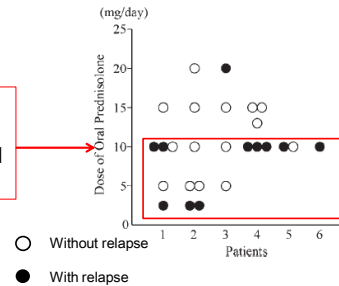 (mg/day)
25
20
15
10
5
0
Dose of Oral Prednisolone
1 2 3 4 5 6
Patients
Without relapse
With relapse